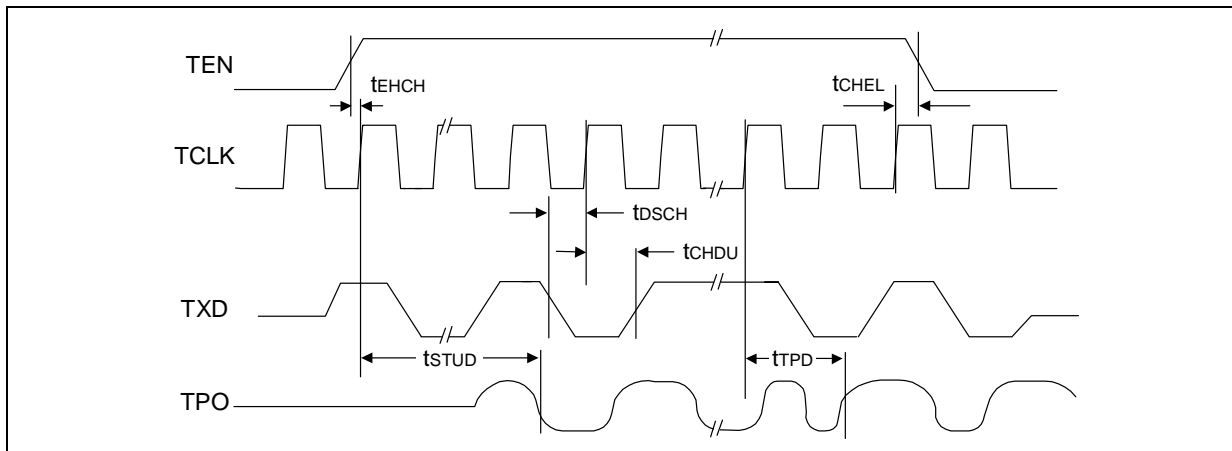 TEN
tEHCH
tCHEL
TCLK
tDSCH
tCHDU
TXD
tSTUD
tTPD
TPO